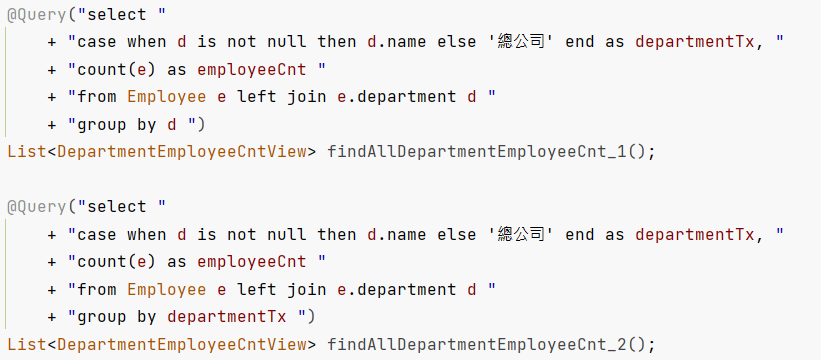 @Query("select "
+ "case when d is not null then d.name else '總公司' end as departmentTx, "
+ "count(e) as employeeCnt "
+ "from Employee e left join e.department d "
+ "group by d ")
List<DepartmentEmployeeCntView> findAllDepartmentEmployeeCnt_1();
@Query("select "
+ "case when d is not null then d.name else '總公司' end as departmentTx, "
+ "count(e) as employeeCnt "
+ "from Employee e left join e.department d "
+ "group by departmentTx ")
List<DepartmentEmployeeCntView> findAllDepartmentEmployeeCnt_2();